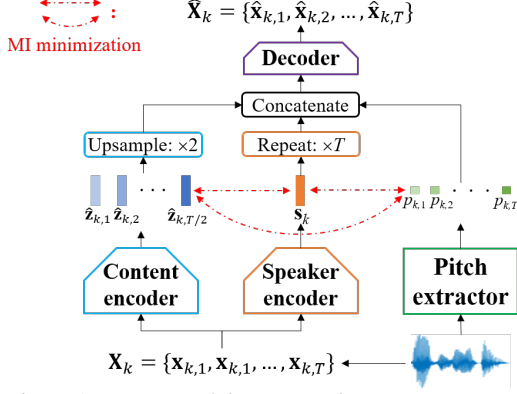 :
MI minimization
X̂ₖ = {x̂ₖ,₁, x̂ₖ,₂, … , x̂ₖ,T}
Decoder
Concatenate
Upsample: ×2
Repeat: ×T
ẑₖ,₁ ẑₖ,₂ · · · ẑₖ,T/₂
sₖ
pₖ,₁ pₖ,₂ · · · · pₖ,T
Content
encoder
Speaker
encoder
Pitch
extractor
Xₖ = {xₖ,₁, xₖ,₁, … , xₖ,T}